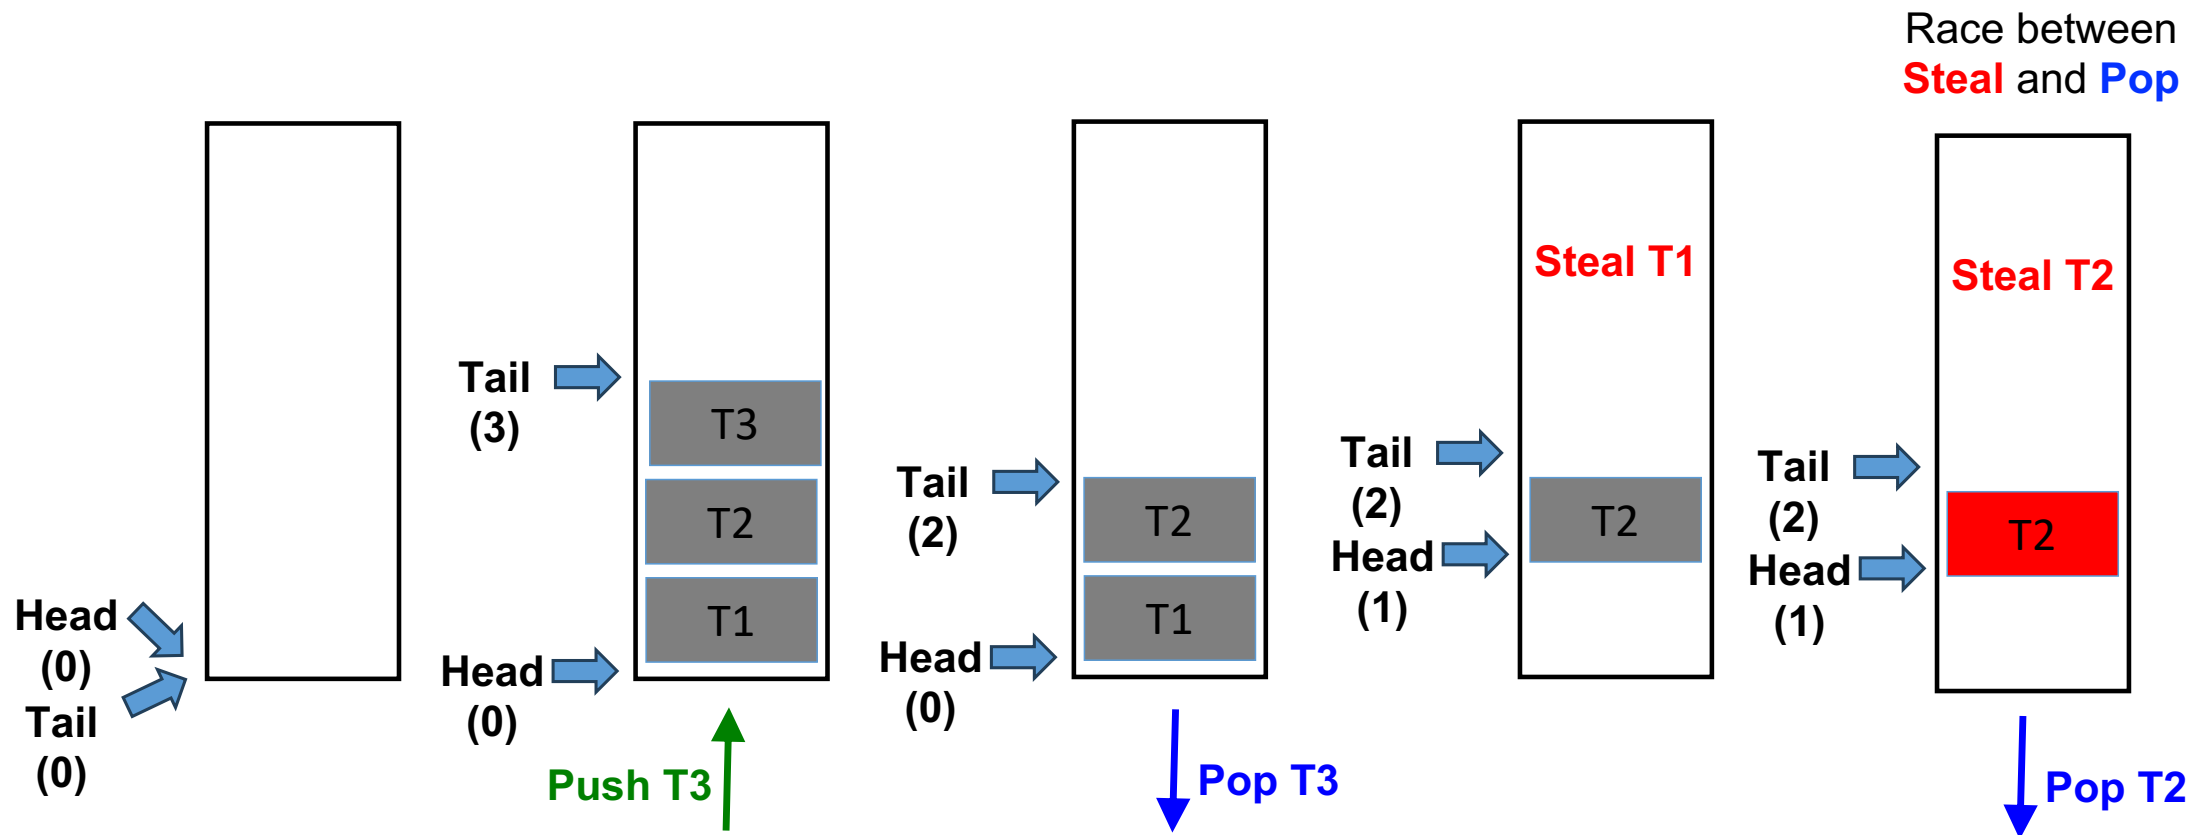 Race between
Steal and Pop
Head
(0)
Tail
(0)
Tail
(3)
T3
T2
T1
Head
(0)
Push T3
Tail
(2)
T2
T1
Head
(0)
Pop T3
Steal T1
Tail
(2)
T2
Head
(1)
Steal T2
Tail
(2)
T2
Head
(1)
Pop T2